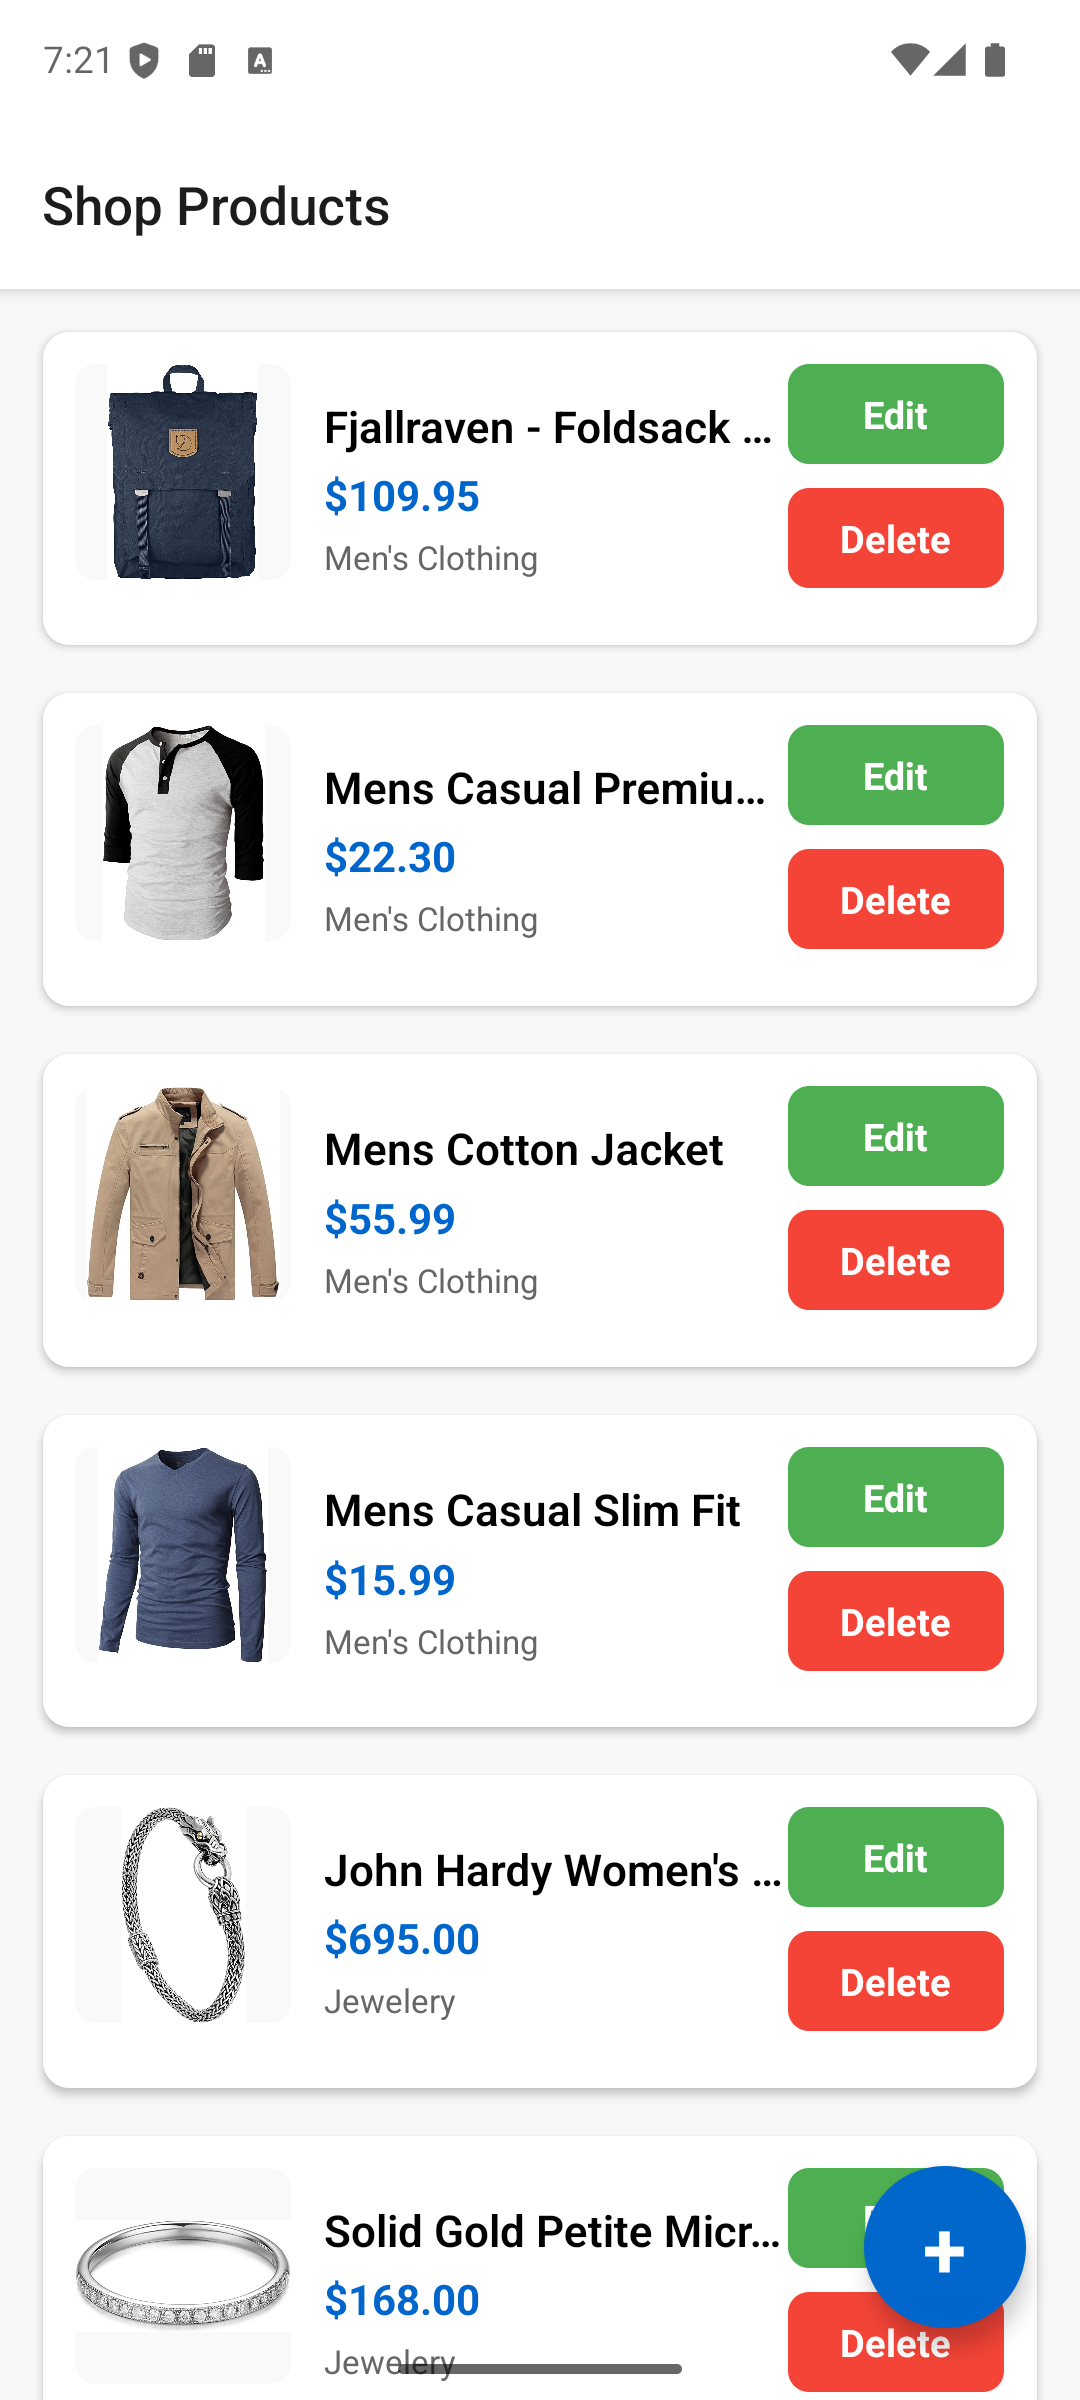 7:21
Shop Products
Fjallraven - Foldsack ...
$109.95
Men's Clothing
Edit
Delete
Mens Casual Premiu...
$22.30
Men's Clothing
Edit
Delete
Mens Cotton Jacket
$55.99
Men's Clothing
Edit
Delete
Mens Casual Slim Fit
$15.99
Men's Clothing
Edit
Delete
John Hardy Women's ...
$695.00
Jewelery
Edit
Delete
Solid Gold Petite Micr...
$168.00
Jewelery
+
Delete